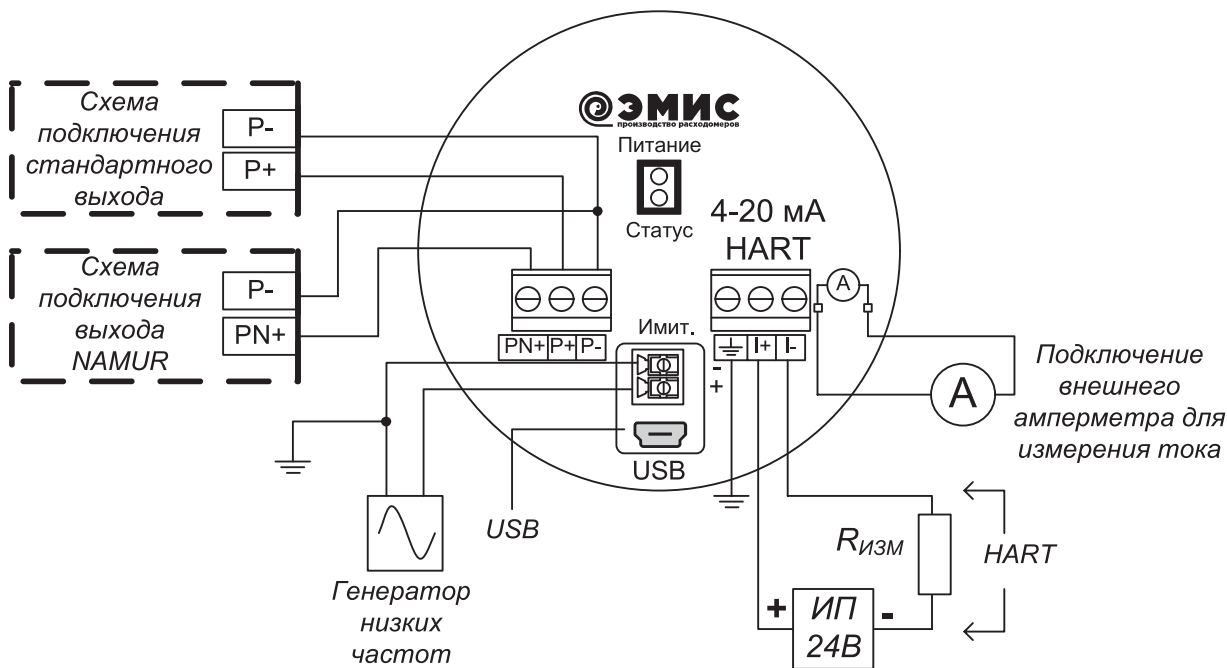 Схема
подключения
стандартного
выхода
P-
P+
Схема
подключения
выхода
NAMUR
P-
PN+
ЭМИС
производство расходомеров
Питание
Статус
4-20 мА
HART
PN+ P+ P-
Имит.
-
+
USB
I+ I-
A
A
Подключение
внешнего
амперметра для
измерения тока
USB
Генератор
низких
частот
RИЗМ
HART
+
ИП
24В
-